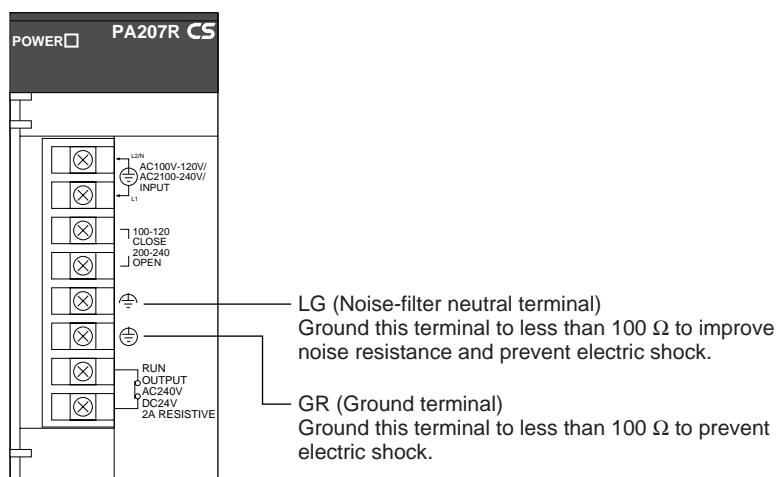 POWER PA207R CS
L2/N
AC100V-120V/
AC2100-240V/
INPUT
L1
100-120
CLOSE
200-240
OPEN
LG (Noise-filter neutral terminal)
Ground this terminal to less than 100 Ω to improve
noise resistance and prevent electric shock.
RUN
OUTPUT
AC240V
DC24V
2A RESISTIVE
GR (Ground terminal)
Ground this terminal to less than 100 Ω to prevent
electric shock.